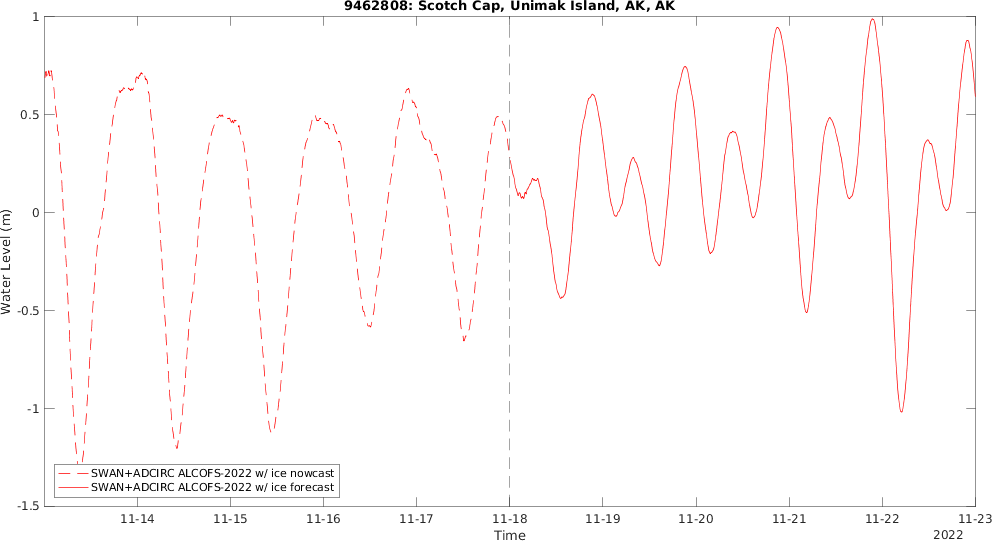 9462808: Scotch Cap, Unimak Island, AK, AK
1
0.5
0
-0.5
-1
-1.5
Water Level (m)
SWAN+ADCIRC ALCOFS-2022 w/ ice nowcast
SWAN+ADCIRC ALCOFS-2022 w/ ice forecast
11-14 11-15 11-16 11-17 11-18 11-19 11-20 11-21 11-22 11-23
Time
2022